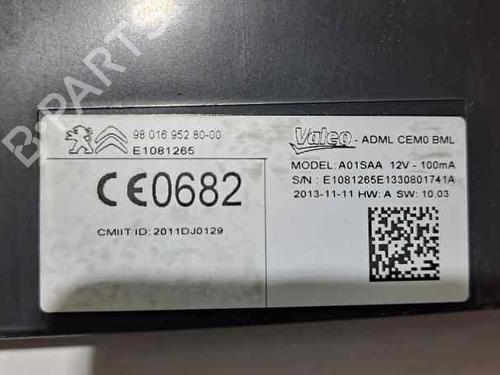 98 016 952 80-00
E1081265
CE0682
CMIIT ID: 2011DJ0129
Valeo - ADML CEM0 BML
MODEL: A01SAA 12V - 100mA
S/N : E1081265E1330801741A
2013-11-11 HW: A SW: 10.03
B-PARTS